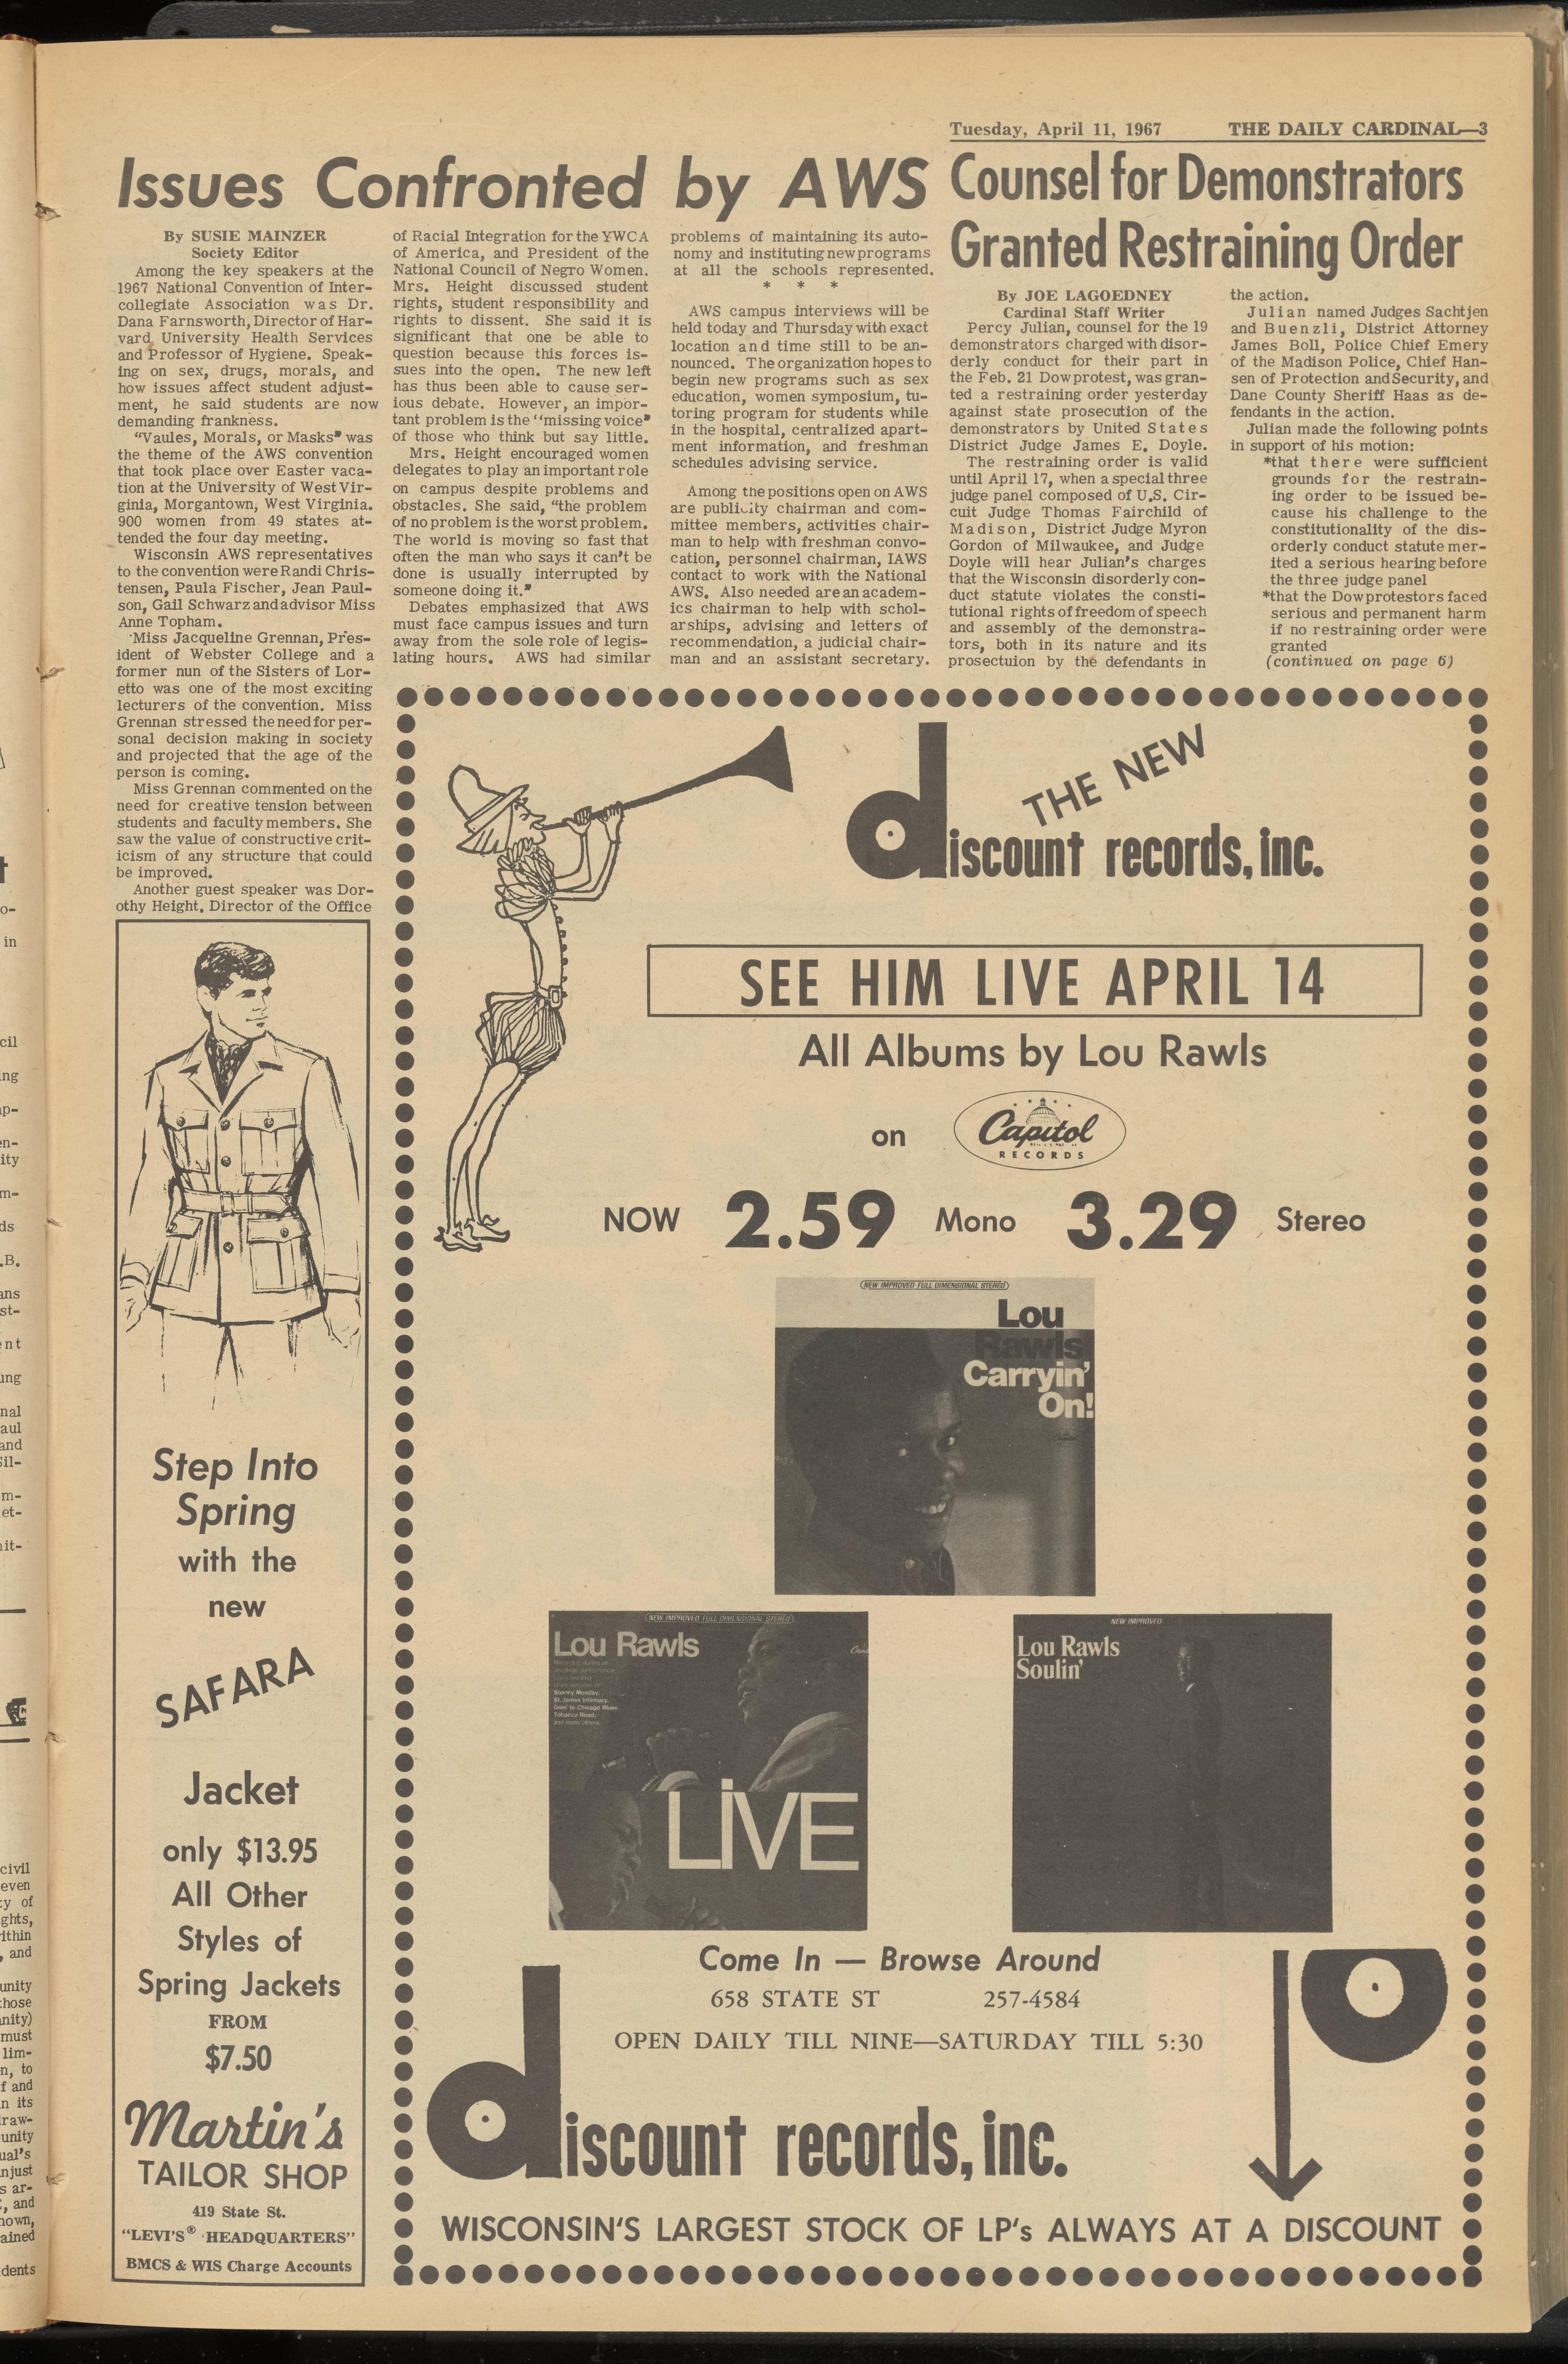 Tuesday, April 11, 1967 THE DAILY CARDINAL—3
Issues Confronted by AWS
By SUSIE MAINZER
Society Editor
Among the key speakers at the
1967 National Convention of Inter-
collegiate Association was Dr.
Dana Farnsworth, Director of Har-
vard University Health Services
and Professor of Hygiene. Speak-
ing on sex, drugs, morals, and
how issues affect student adjust-
ment, he said students are now
demanding frankness.
"Vaules, Morals, or Masks" was
the theme of the AWS convention
that took place over Easter vaca-
tion at the University of West Vir-
ginia, Morgantown, West Virginia.
900 women from 49 states at-
tended the four day meeting.
Wisconsin AWS representatives
to the convention were Randi Chris-
tensen, Paula Fischer, Jean Paul-
son, Gail Schwarz and advisor Miss
Anne Topham.
Miss Jacqueline Grennan, Pres-
ident of Webster College and a
former nun of the Sisters of Lor-
etto was one of the most exciting
lecturers of the convention. Miss
Grennan stressed the need for per-
sonal decision making in society
and projected that the age of the
person is coming.
Miss Grennan commented on the
need for creative tension between
students and faculty members. She
saw the value of constructive crit-
icism of any structure that could
be improved.
Another guest speaker was Dor-
othy Height, Director of the Office
of Racial Integration for the YWCA
of America, and President of the
National Council of Negro Women.
Mrs. Height discussed student
rights, student responsibility and
rights to dissent. She said it is
significant that one be able to
question because this forces is-
sues into the open. The new left
has thus been able to cause ser-
ious debate. However, an impor-
tant problem is the "missing voice"
of those who think but say little.
Mrs. Height encouraged women
delegates to play an important role
on campus despite problems and
obstacles. She said, "the problem
of no problem is the worst problem.
The world is moving so fast that
often the man who says it can't be
done is usually interrupted by
someone doing it."
Debates emphasized that AWS
must face campus issues and turn
away from the sole role of legis-
lating hours. AWS had similar
problems of maintaining its auto-
nomy and instituting new programs
at all the schools represented.
* * *
AWS campus interviews will be
held today and Thursday with exact
location and time still to be an-
nounced. The organization hopes to
begin new programs such as sex
education, women symposium, tu-
toring program for students while
in the hospital, centralized apart-
ment information, and freshman
schedules advising service.
Among the positions open on AWS
are publicity chairman and com-
mittee members, activities chair-
man to help with freshman convo-
cation, personnel chairman, IAWS
contact to work with the National
AWS. Also needed are an academ-
ics chairman to help with schol-
arships, advising and letters of
recommendation, a judicial chair-
man and an assistant secretary.
Counsel for Demonstrators
Granted Restraining Order
By JOE LAGOEDNEY
Cardinal Staff Writer
Percy Julian, counsel for the 19
demonstrators charged with disor-
derly conduct for their part in
the Feb. 21 Dow protest, was gran-
ted a restraining order yesterday
against state prosecution of the
demonstrators by United States
District Judge James E. Doyle.
The restraining order is valid
until April 17, when a special three
judge panel composed of U.S. Cir-
cuit Judge Thomas Fairchild of
Madison, District Judge Myron
Gordon of Milwaukee, and Judge
Doyle will hear Julian's charges
that the Wisconsin disorderly con-
duct statute violates the consti-
tutional rights of freedom of speech
and assembly of the demonstra-
tors, both in its nature and its
prosectuion by the defendants in
the action.
Julian named Judges Sachtjen
and Buenzli, District Attorney
James Boll, Police Chief Emery
of the Madison Police, Chief Han-
sen of Protection and Security, and
Dane County Sheriff Haas as de-
fendants in the action.
Julian made the following points
in support of his motion:
*that there were sufficient
grounds for the restrain-
ing order to be issued be-
cause his challenge to the
constitutionality of the dis-
orderly conduct statute mer-
ited a serious hearing before
the three judge panel
*that the Dow protestors faced
serious and permanent harm
if no restraining order were
granted
(continued on page 6)
Step Into
Spring
with the
new
SAFARA
Jacket
only $13.95
All Other
Styles of
Spring Jackets
FROM
$7.50
Martin's
TAILOR SHOP
419 State St.
"LEVI'S® HEADQUARTERS"
BMCS & WIS Charge Accounts
THE NEW
discount records, inc.
SEE HIM LIVE APRIL 14
All Albums by Lou Rawls
on Capitol
RECORDS
NOW 2.59 Mono 3.29 Stereo
NEW IMPROVED FULL DIMENSIONAL STEREO
Lou
Rawls
Carryin'
On!
Capitol
NEW IMPROVED FULL DIMENSIONAL STEREO
Lou Rawls
Stormy Monday,
St. James Infirmary,
Goin' to Chicago Blues
Tobacco Road,
and many others
LIVE
NEW IMPROVED
Lou Rawls
Soulin'
Come In — Browse Around
658 STATE ST 257-4584
OPEN DAILY TILL NINE—SATURDAY TILL 5:30
discount records, inc.
WISCONSIN'S LARGEST STOCK OF LP's ALWAYS AT A DISCOUNT